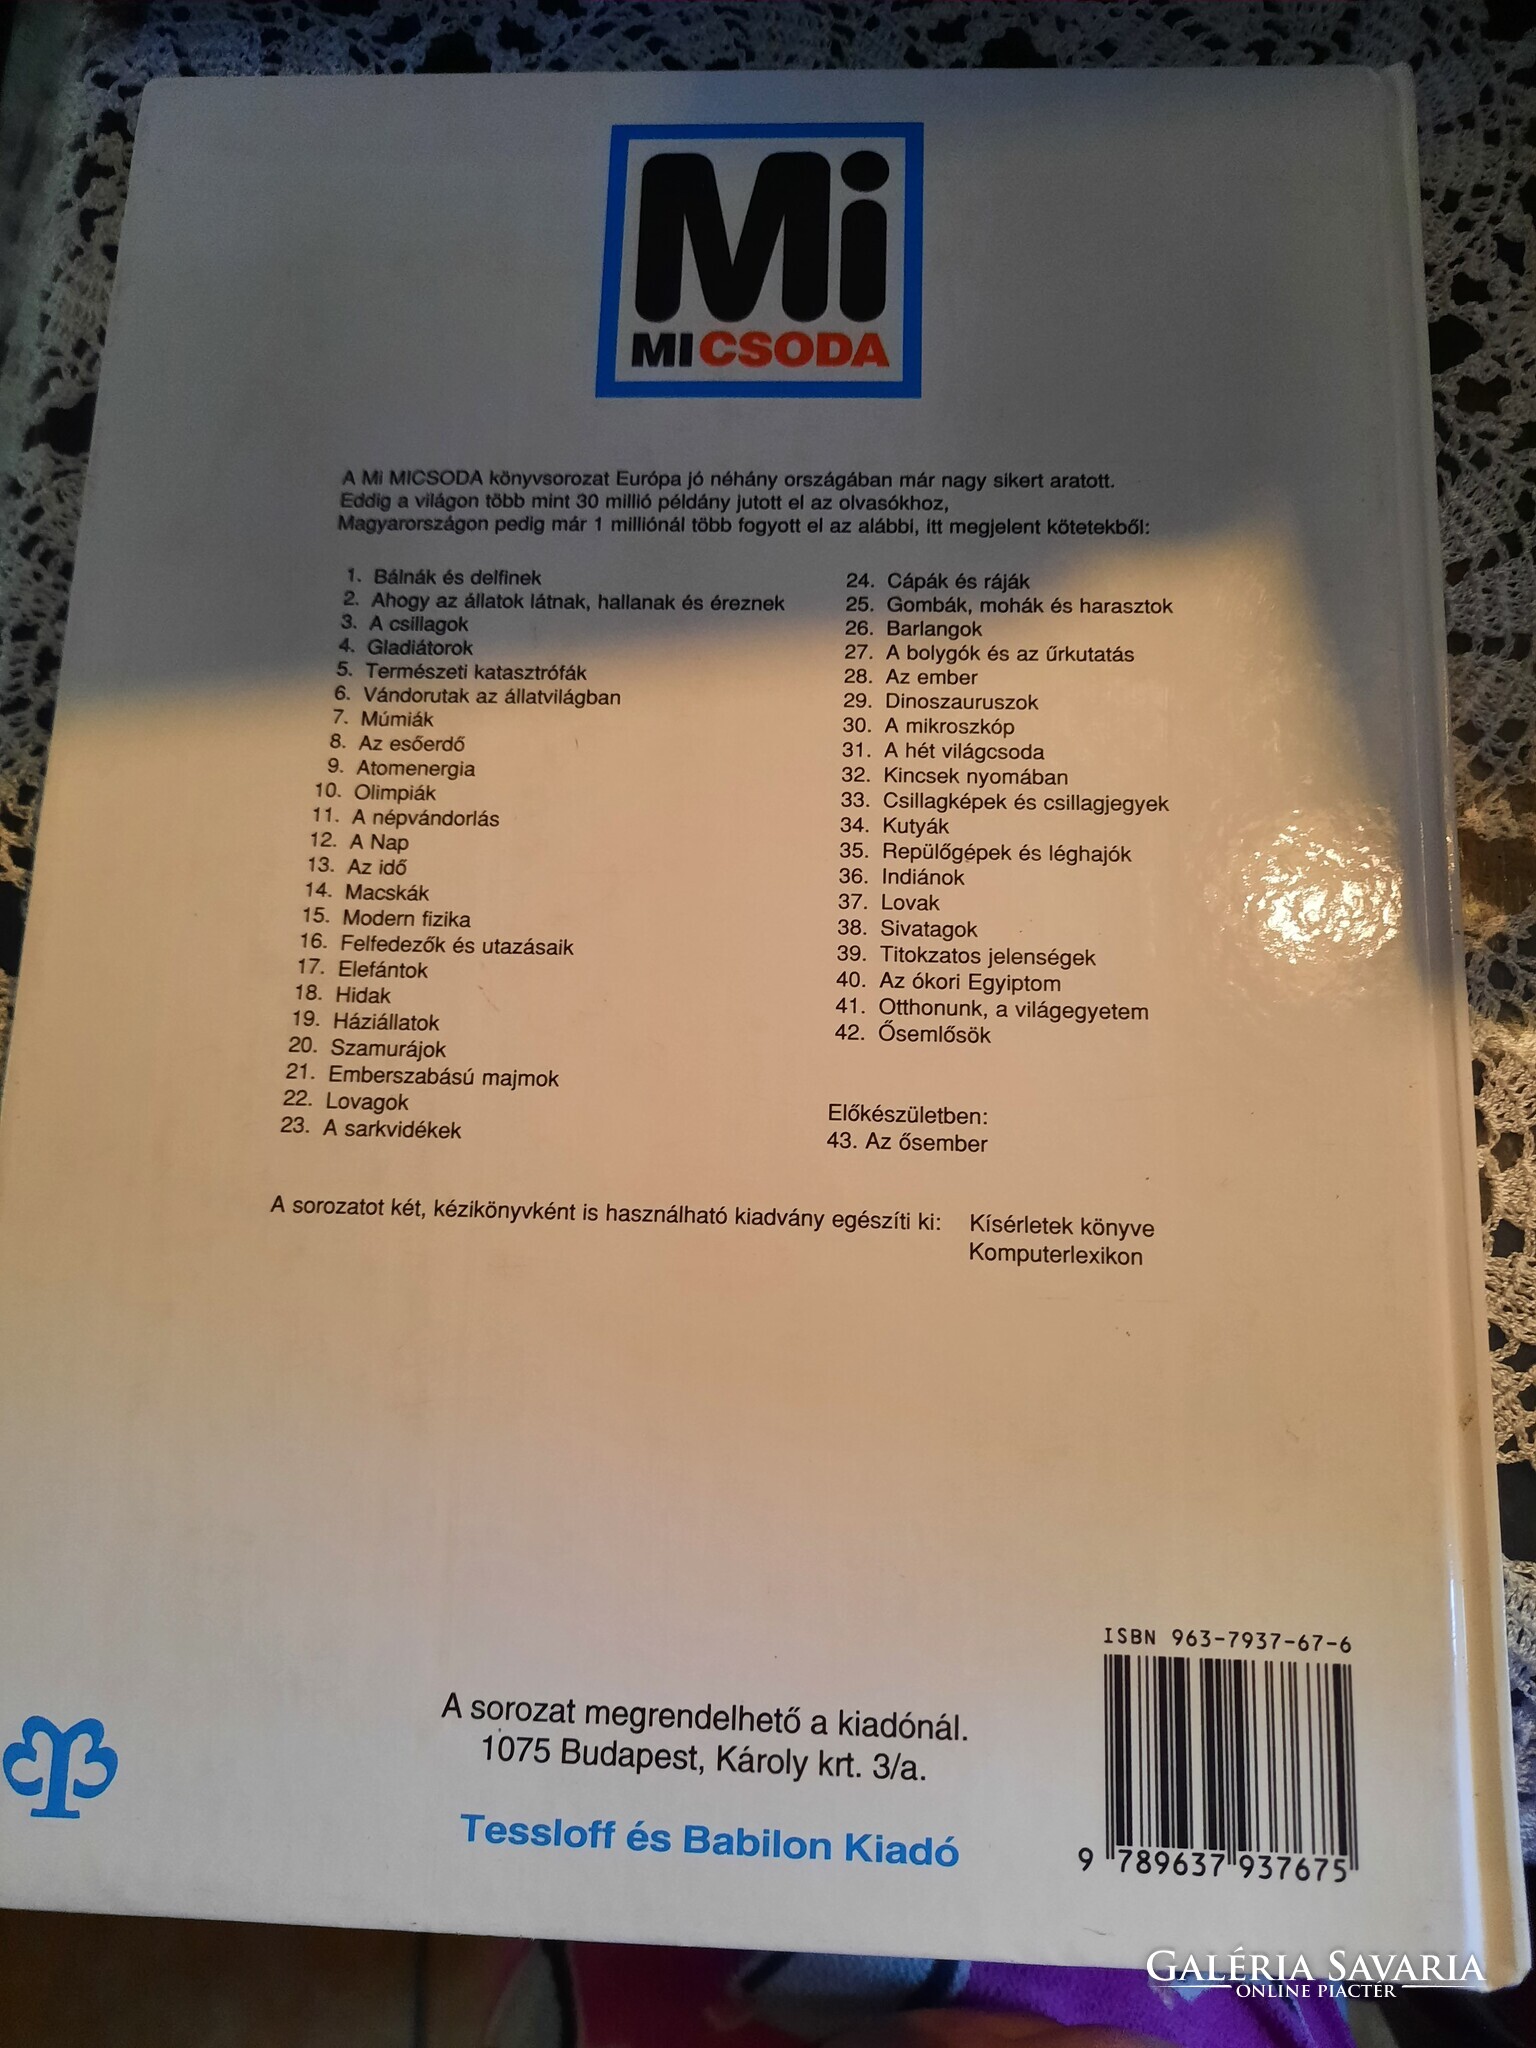 Mi
MICSODA
A Mi MICSODA könyvsorozat Európa jó néhány országában már nagy sikert aratott.
Eddig a világon több mint 30 millió példány jutott el az olvasókhoz,
Magyarországon pedig már 1 milliónál több fogyott el az alábbi, itt megjelent kötetekből:
1. Bálnák és delfinek
2. Ahogy az állatok látnak, hallanak és éreznek
3. A csillagok
4. Gladiátorok
5. Természeti katasztrófák
6. Vándorutak az állatvilágban
7. Múmiák
8. Az esőerdő
9. Atomenergia
10. Olimpiák
11. A népvándorlás
12. A Nap
13. Az idő
14. Macskák
15. Modern fizika
16. Felfedezők és utazásaik
17. Elefántok
18. Hidak
19. Háziállatok
20. Szamurájok
21. Emberszabású majmok
22. Lovagok
23. A sarkvidékek
24. Cápák és ráják
25. Gombák, mohák és harasztok
26. Barlangok
27. A bolygók és az űrkutatás
28. Az ember
29. Dinoszauruszok
30. A mikroszkóp
31. A hét világcsoda
32. Kincsek nyomában
33. Csillagképek és csillagjegyek
34. Kutyák
35. Repülőgépek és léghajók
36. Indiánok
37. Lovak
38. Sivatagok
39. Titokzatos jelenségek
40. Az ókori Egyiptom
41. Otthonunk, a világegyetem
42. Ősemlősök
Előkészületben:
43. Az ősember
A sorozatot két, kézikönyvként is használható kiadvány egészíti ki: Kísérletek könyve
Komputerlexikon
ISBN 963-7937-67-6
A sorozat megrendelhető a kiadónál.
1075 Budapest, Károly krt. 3/a.
Tessloff és Babilon Kiadó
9 789637 937675
GALÉRIA SAVARIA
ONLINE PIACTÉR